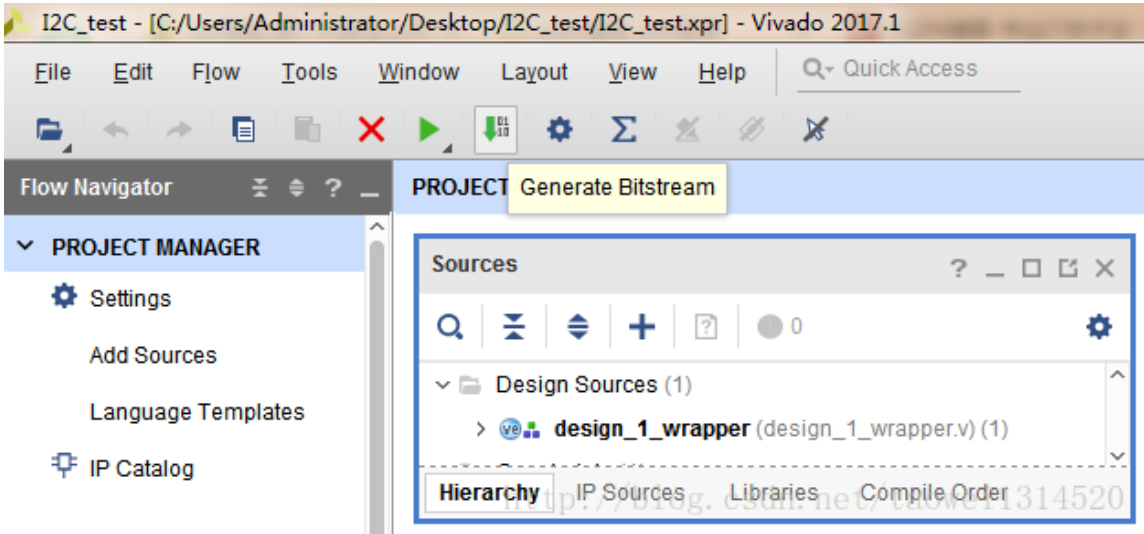 I2C_test - [C:/Users/Administrator/Desktop/I2C_test/I2C_test.xpr] - Vivado 2017.1
File Edit Flow Tools Window Layout View Help Quick Access
Flow Navigator ? _ PROJECT Generate Bitstream
PROJECT MANAGER
Sources
Settings
0
Add Sources
Design Sources (1)
Language Templates
design_1_wrapper (design_1_wrapper.v) (1)
IP Catalog
Hierarchy IP Sources Libraries Compile Order